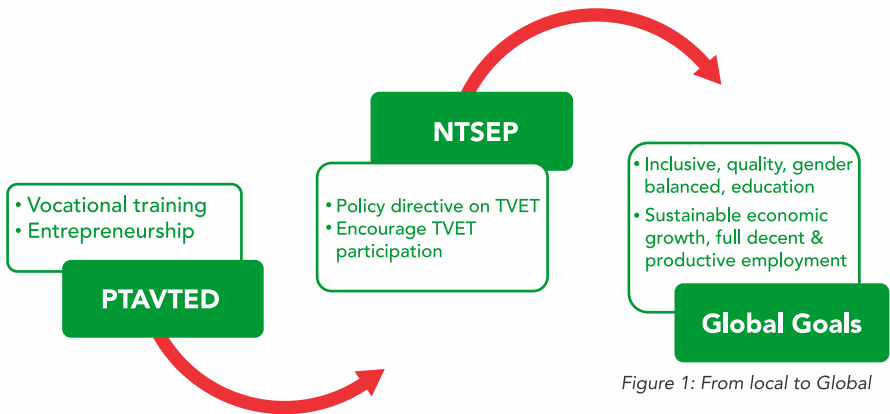 • Vocational training
• Entrepreneurship
PTAVTED
NTSEP
• Policy directive on TVET
• Encourage TVET
participation
• Inclusive, quality, gender
balanced, education
• Sustainable economic
growth, full decent &
productive employment
Global Goals
Figure 1: From local to Global